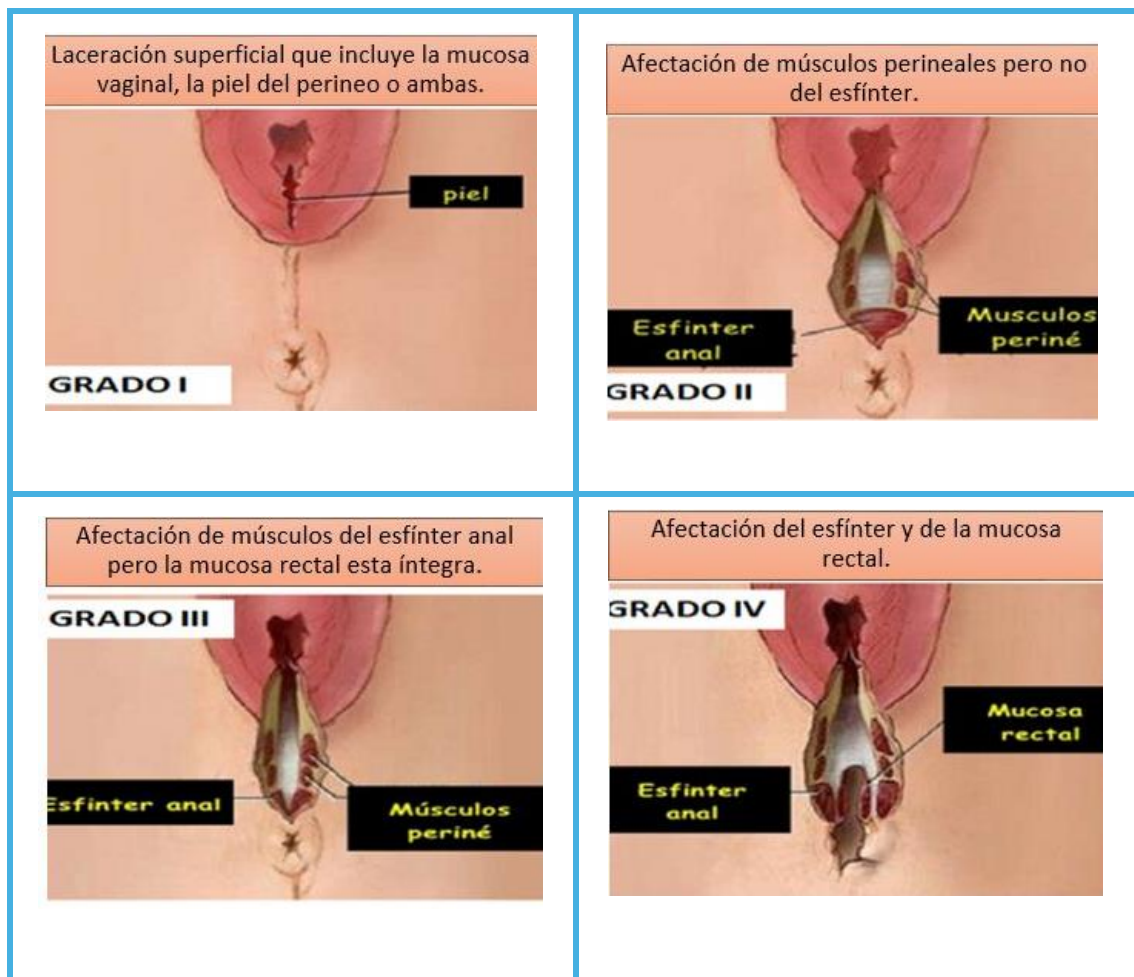 Laceración superficial que incluye la mucosa
vaginal, la piel del perineo o ambas.
piel
GRADO I
Afectación de músculos perineales pero no
del esfínter.
Esfinter
anal
Musculos
periné
GRADO II
Afectación de músculos del esfínter anal
pero la mucosa rectal esta íntegra.
GRADO III
Esfinter anal
Músculos
periné
Afectación del esfínter y de la mucosa
rectal.
GRADO IV
Mucosa
rectal
Esfinter
anal